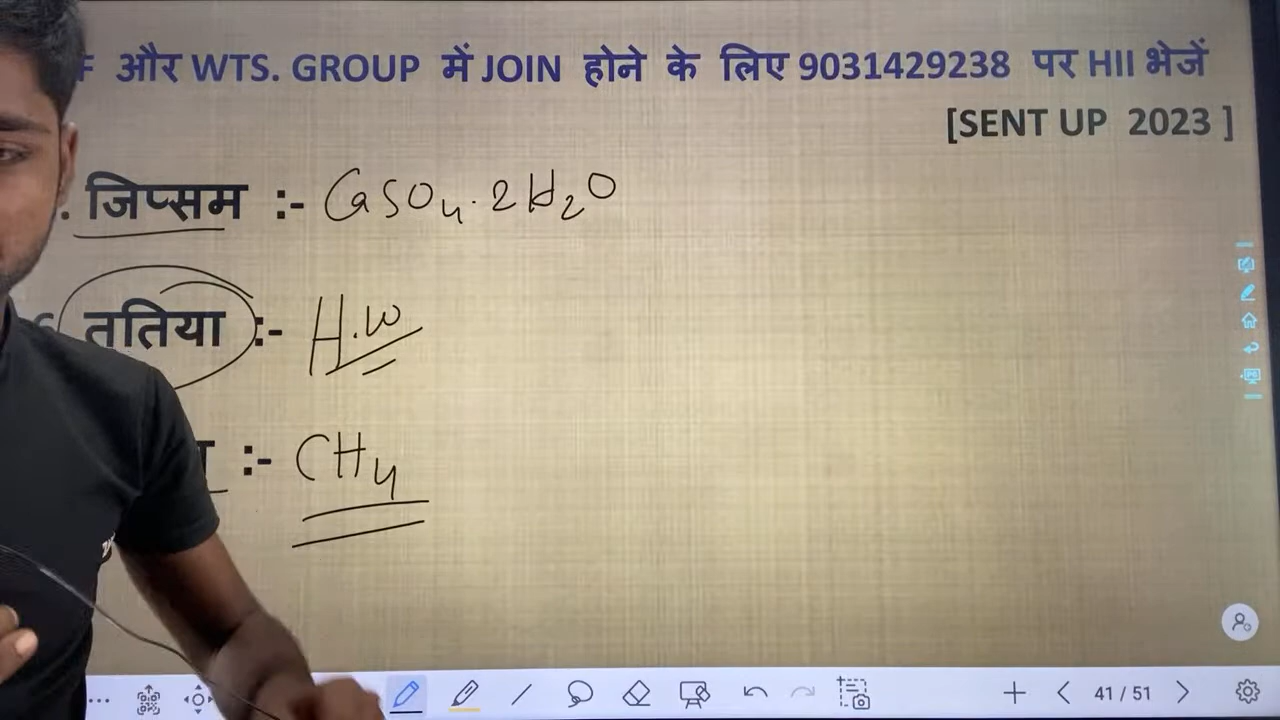 और WTS. GROUP में JOIN होने के लिए 9031429238 पर HII भेजें
[SENT UP 2023 ]
. जिप्सम :- CaSO4.2H2O
ततिया :- H.W
:- CH4
41 / 51